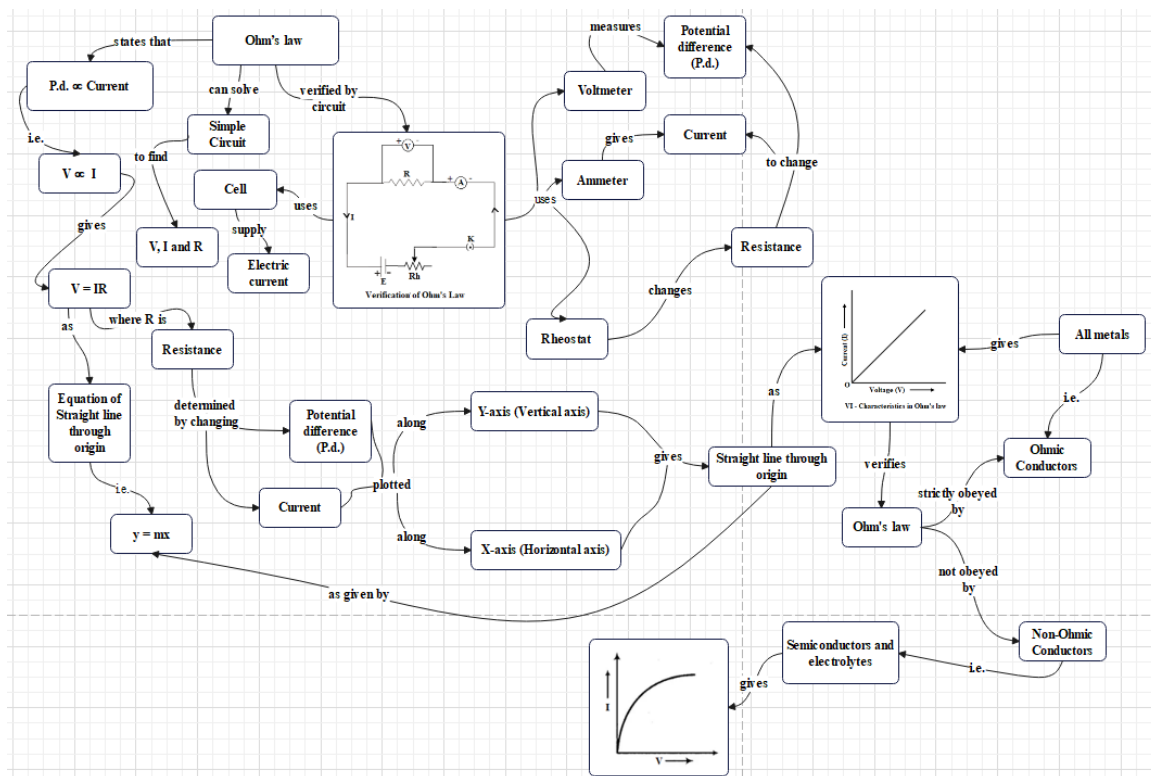 Ohm's law
states that
P.d. ∝ Current
i.e.
V ∝ I
gives
V = IR
can solve
Simple
Circuit
to find
V, I and R
verified by
circuit
+ V -
R
+ A -
I
K
+ -
E
Rh
Verification of Ohm's Law
uses
Cell
supply
Electric
current
uses
Voltmeter
measures
Potential
difference
(P.d.)
Ammeter
gives
Current
Rheostat
changes
Resistance
to change
where R is
Resistance
as
Equation of
Straight line
through
origin
i.e.
y = mx
determined
by changing
Potential
difference
(P.d.)
Current
plotted
along
Y-axis (Vertical axis)
along
X-axis (Horizontal axis)
gives
Straight line through
origin
as given by
as
Current (I)
O
Voltage (V)
VI - Characteristics in Ohm's law
gives
All metals
i.e.
Ohmic
Conductors
verifies
Ohm's law
strictly obeyed
by
not obeyed
by
Non-Ohmic
Conductors
i.e.
Semiconductors and
electrolytes
gives
I
V